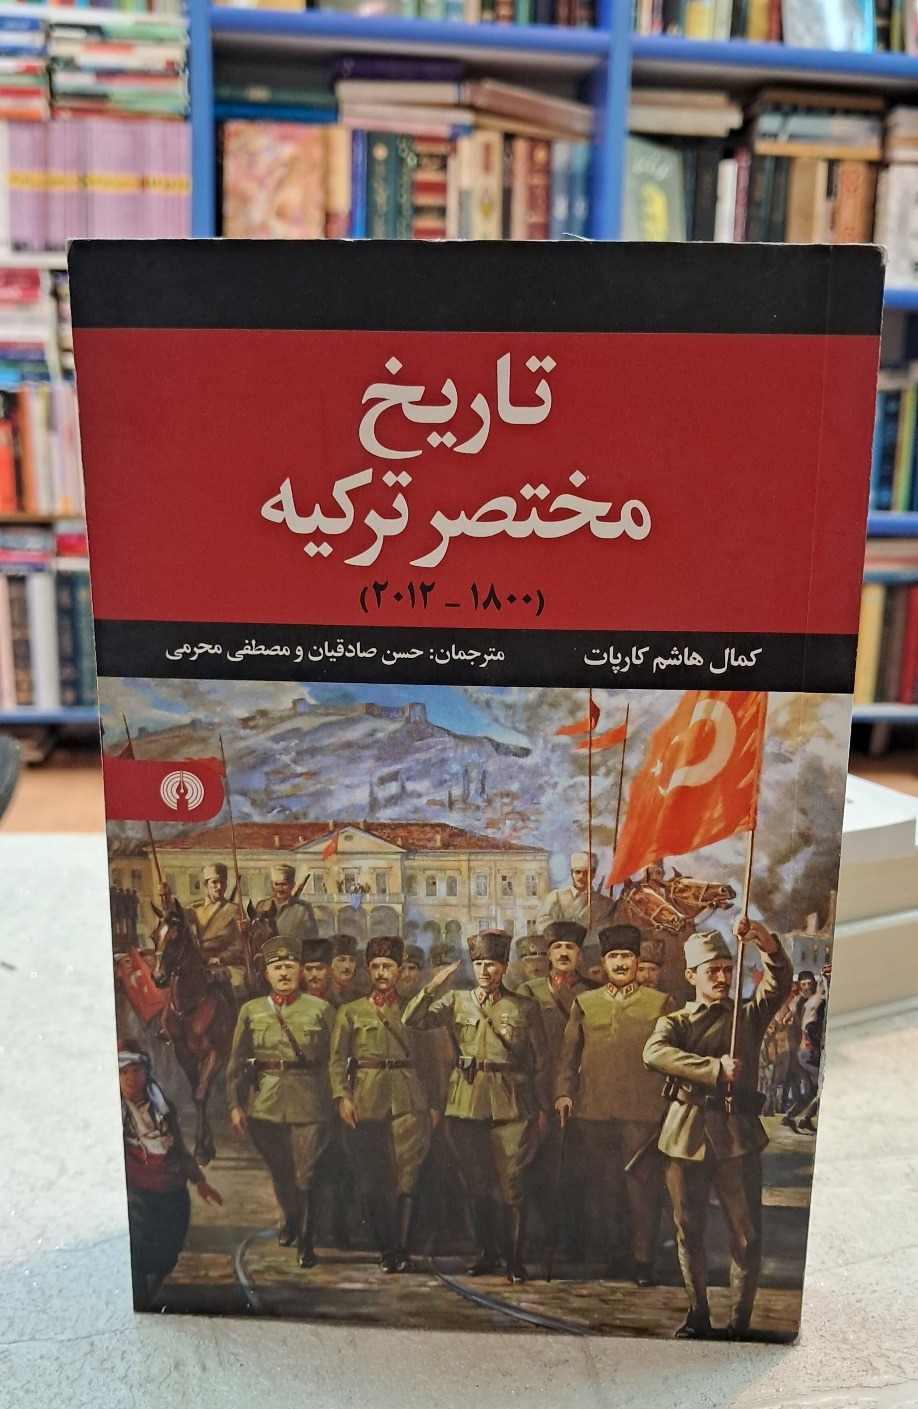 تاریخ
مختصر ترکیه
(۱۸۰۰ - ۲۰۱۲)
کمال هاشم کارپات
مترجمان: حسن صادقیان و مصطفی محرمی